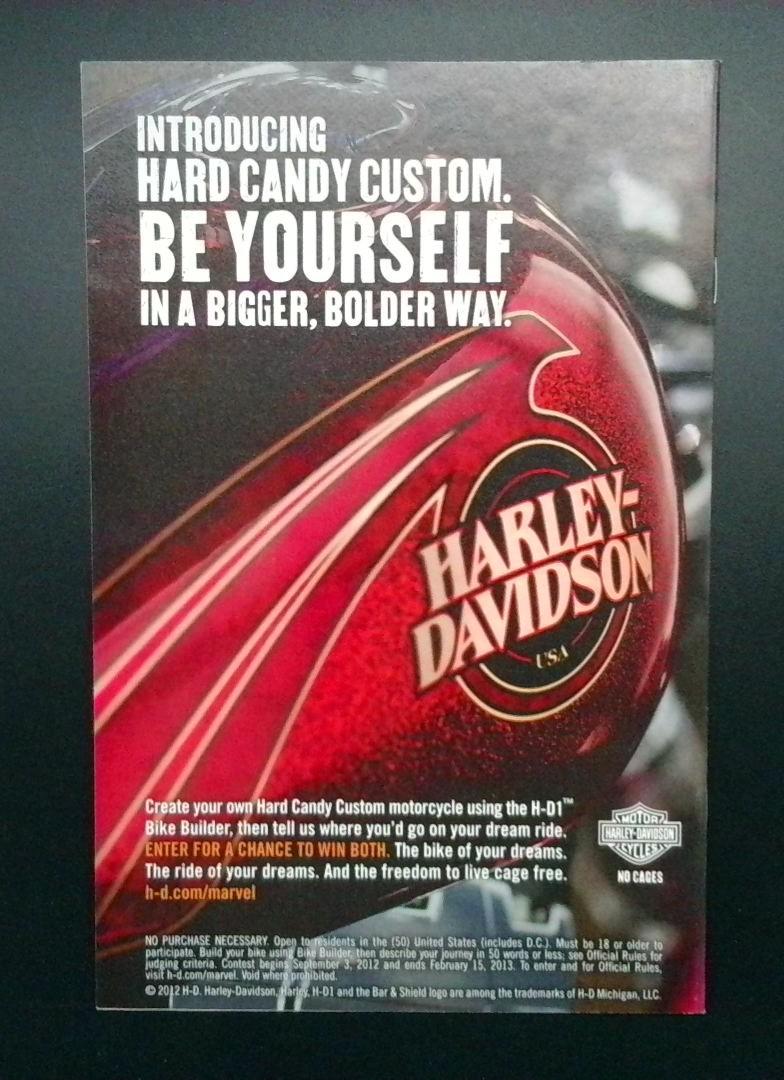 INTRODUCING
HARD CANDY CUSTOM.
BE YOURSELF
IN A BIGGER, BOLDER WAY.
HARLEY-
DAVIDSON
USA
Create your own Hard Candy Custom motorcycle using the H-D1™
Bike Builder, then tell us where you'd go on your dream ride.
ENTER FOR A CHANCE TO WIN BOTH. The bike of your dreams.
The ride of your dreams. And the freedom to live cage free.
h-d.com/marvel
MOTOR
HARLEY-DAVIDSON
CYCLES
NO CAGES
NO PURCHASE NECESSARY. Open to residents in the (50) United States (includes D.C.). Must be 18 or older to
participate. Build your bike using Bike Builder, then describe your journey in 50 words or less; see Official Rules for
judging criteria. Contest begins September 3, 2012 and ends February 15, 2013. To enter and for Official Rules,
visit h-d.com/marvel. Void where prohibited.
© 2012 H-D. Harley-Davidson, Harley, H-D1 and the Bar & Shield logo are among the trademarks of H-D Michigan, LLC.